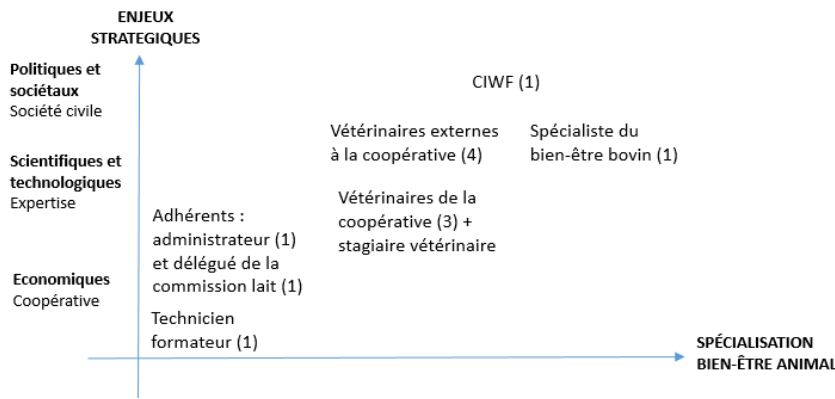 ENJEUX
STRATEGIQUES
Politiques et
sociétaux
Société civile
CIWF (1)
Vétérinaires externes
à la coopérative (4)
Spécialiste du
bien-être bovin (1)
Scientifiques et
technologiques
Expertise
Vétérinaires de la
coopérative (3) +
stagiaire vétérinaire
Adhérents :
administrateur (1)
et délégué de la
commission lait (1)
Economiques
Coopérative
Technicien
formateur (1)
SPÉCIALISATION
BIEN-ÊTRE ANIMAL